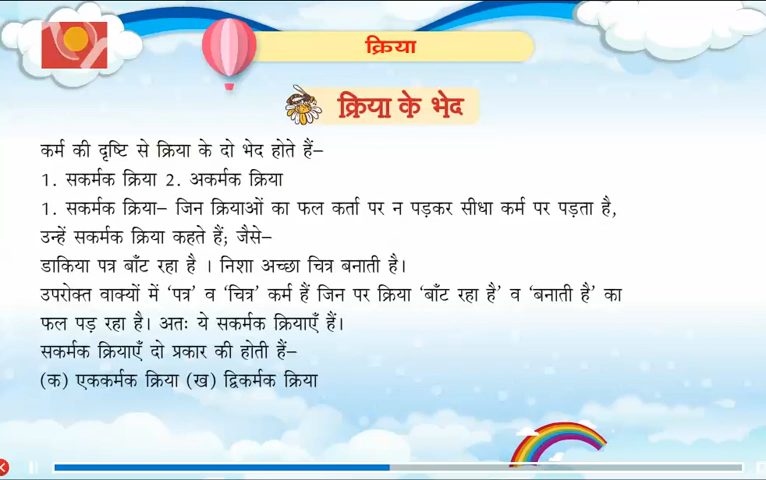 क्रिया
क्रिया के भेद
कर्म की दृष्टि से क्रिया के दो भेद होते हैं–
1. सकर्मक क्रिया 2. अकर्मक क्रिया
1. सकर्मक क्रिया– जिन क्रियाओं का फल कर्ता पर न पड़कर सीधा कर्म पर पड़ता है,
उन्हें सकर्मक क्रिया कहते हैं; जैसे–
डाकिया पत्र बाँट रहा है । निशा अच्छा चित्र बनाती है।
उपरोक्त वाक्यों में ‘पत्र’ व ‘चित्र’ कर्म हैं जिन पर क्रिया ‘बाँट रहा है’ व ‘बनाती है’ का
फल पड़ रहा है। अतः ये सकर्मक क्रियाएँ हैं।
सकर्मक क्रियाएँ दो प्रकार की होती हैं–
(क) एककर्मक क्रिया (ख) द्विकर्मक क्रिया